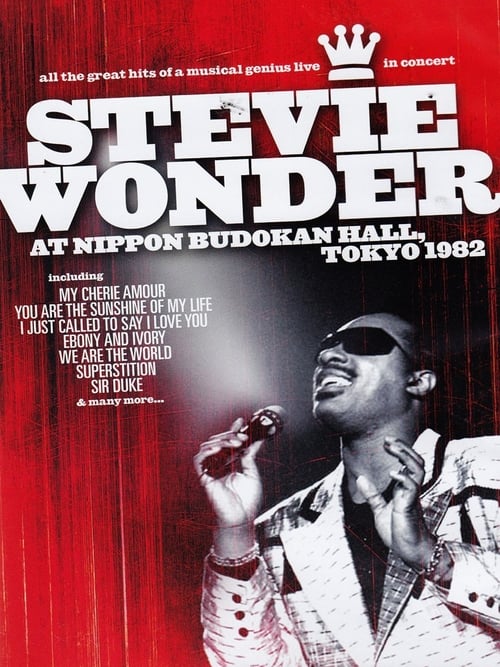 all the great hits of a musical genius live in concert
STEVIE
WONDER
AT NIPPON BUDOKAN HALL,
TOKYO 1982
including
MY CHERIE AMOUR
YOU ARE THE SUNSHINE OF MY LIFE
I JUST CALLED TO SAY I LOVE YOU
EBONY AND IVORY
WE ARE THE WORLD
SUPERSTITION
SIR DUKE
& many more...